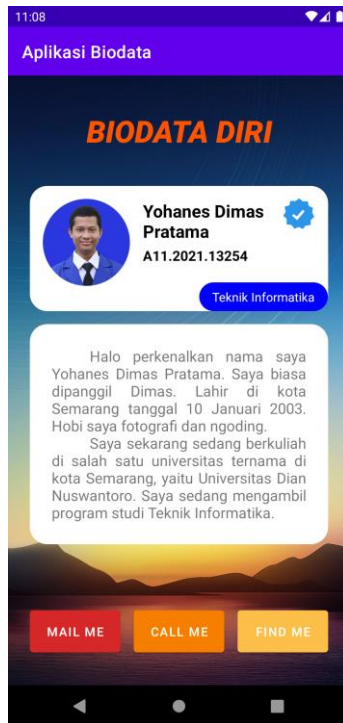 11:08
Aplikasi Biodata
BIODATA DIRI
Yohanes Dimas
Pratama
A11.2021.13254
Teknik Informatika
Halo perkenalkan nama saya
Yohanes Dimas Pratama. Saya biasa
dipanggil Dimas. Lahir di kota
Semarang tanggal 10 Januari 2003.
Hobi saya fotografi dan ngoding.
Saya sekarang sedang berkuliah
di salah satu universitas ternama di
kota Semarang, yaitu Universitas Dian
Nuswantoro. Saya sedang mengambil
program studi Teknik Informatika.
MAIL ME
CALL ME
FIND ME